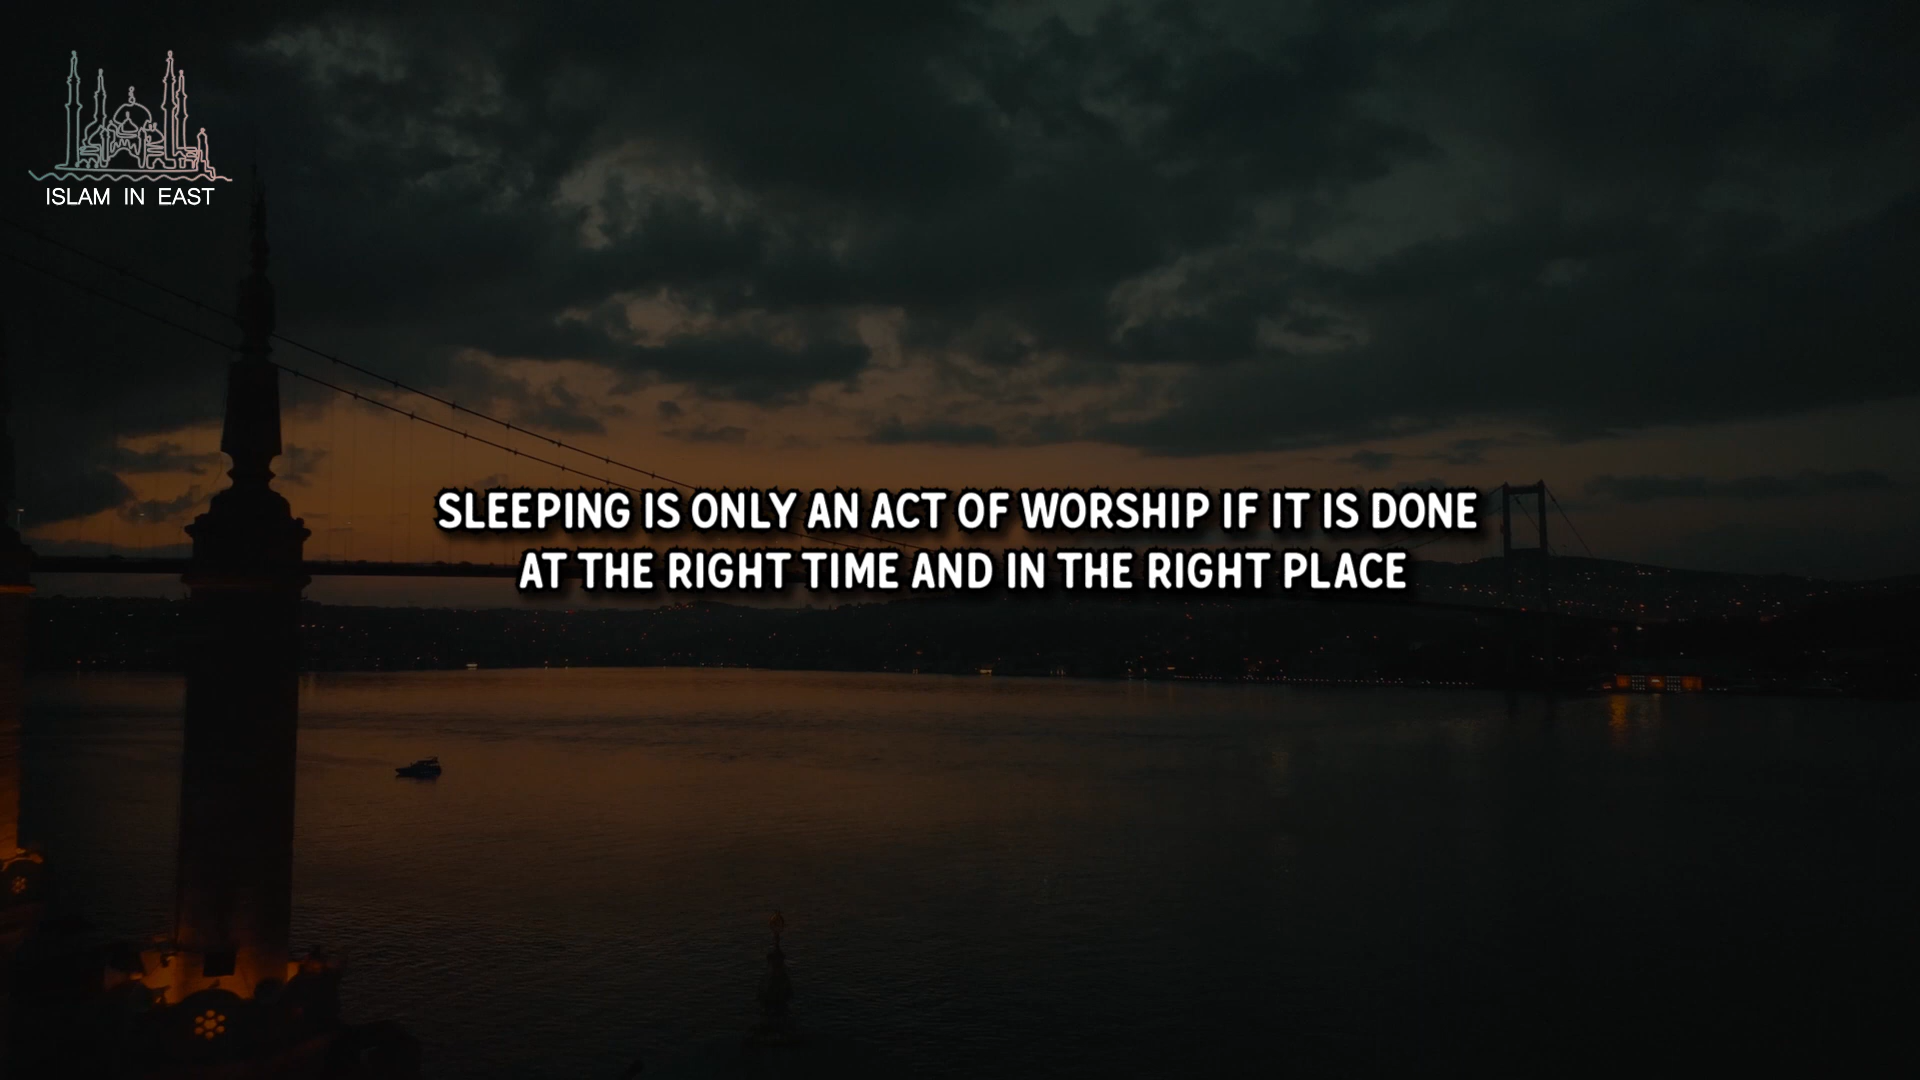 ISLAM IN EAST
SLEEPING IS ONLY AN ACT OF WORSHIP IF IT IS DONE
AT THE RIGHT TIME AND IN THE RIGHT PLACE